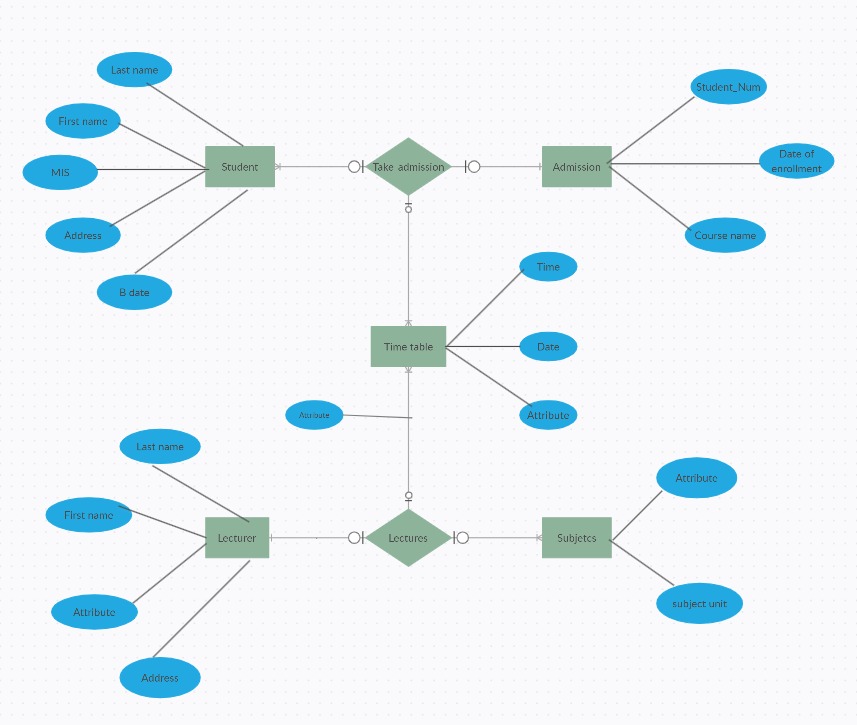 Last name
Student_Num
First name
Date of
enrollment
Student
Take admission
Admission
MIS
Address
Course name
B date
Time
Time table
Date
Attribute
Attribute
Last name
Attribute
First name
Lecturer
Lectures
Subjetcs
Attribute
subject unit
Address